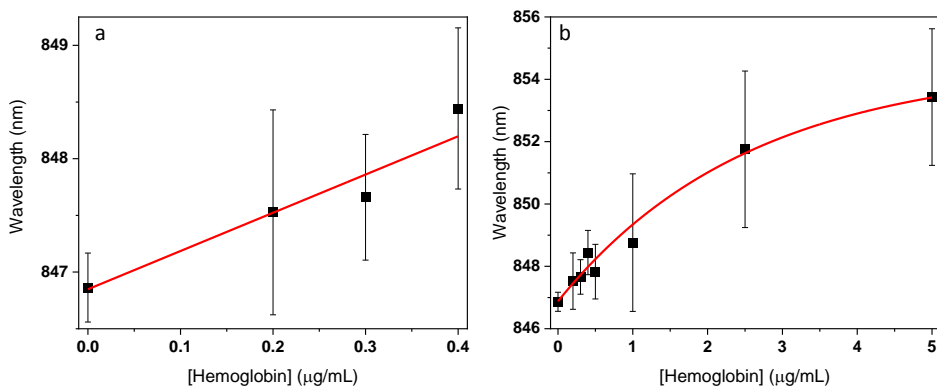 a
849
848
847
Wavelength (nm)
0.0 0.1 0.2 0.3 0.4
[Hemoglobin] (μg/mL)
b
856
854
852
850
848
846
Wavelength (nm)
0 1 2 3 4 5
[Hemoglobin] (μg/mL)